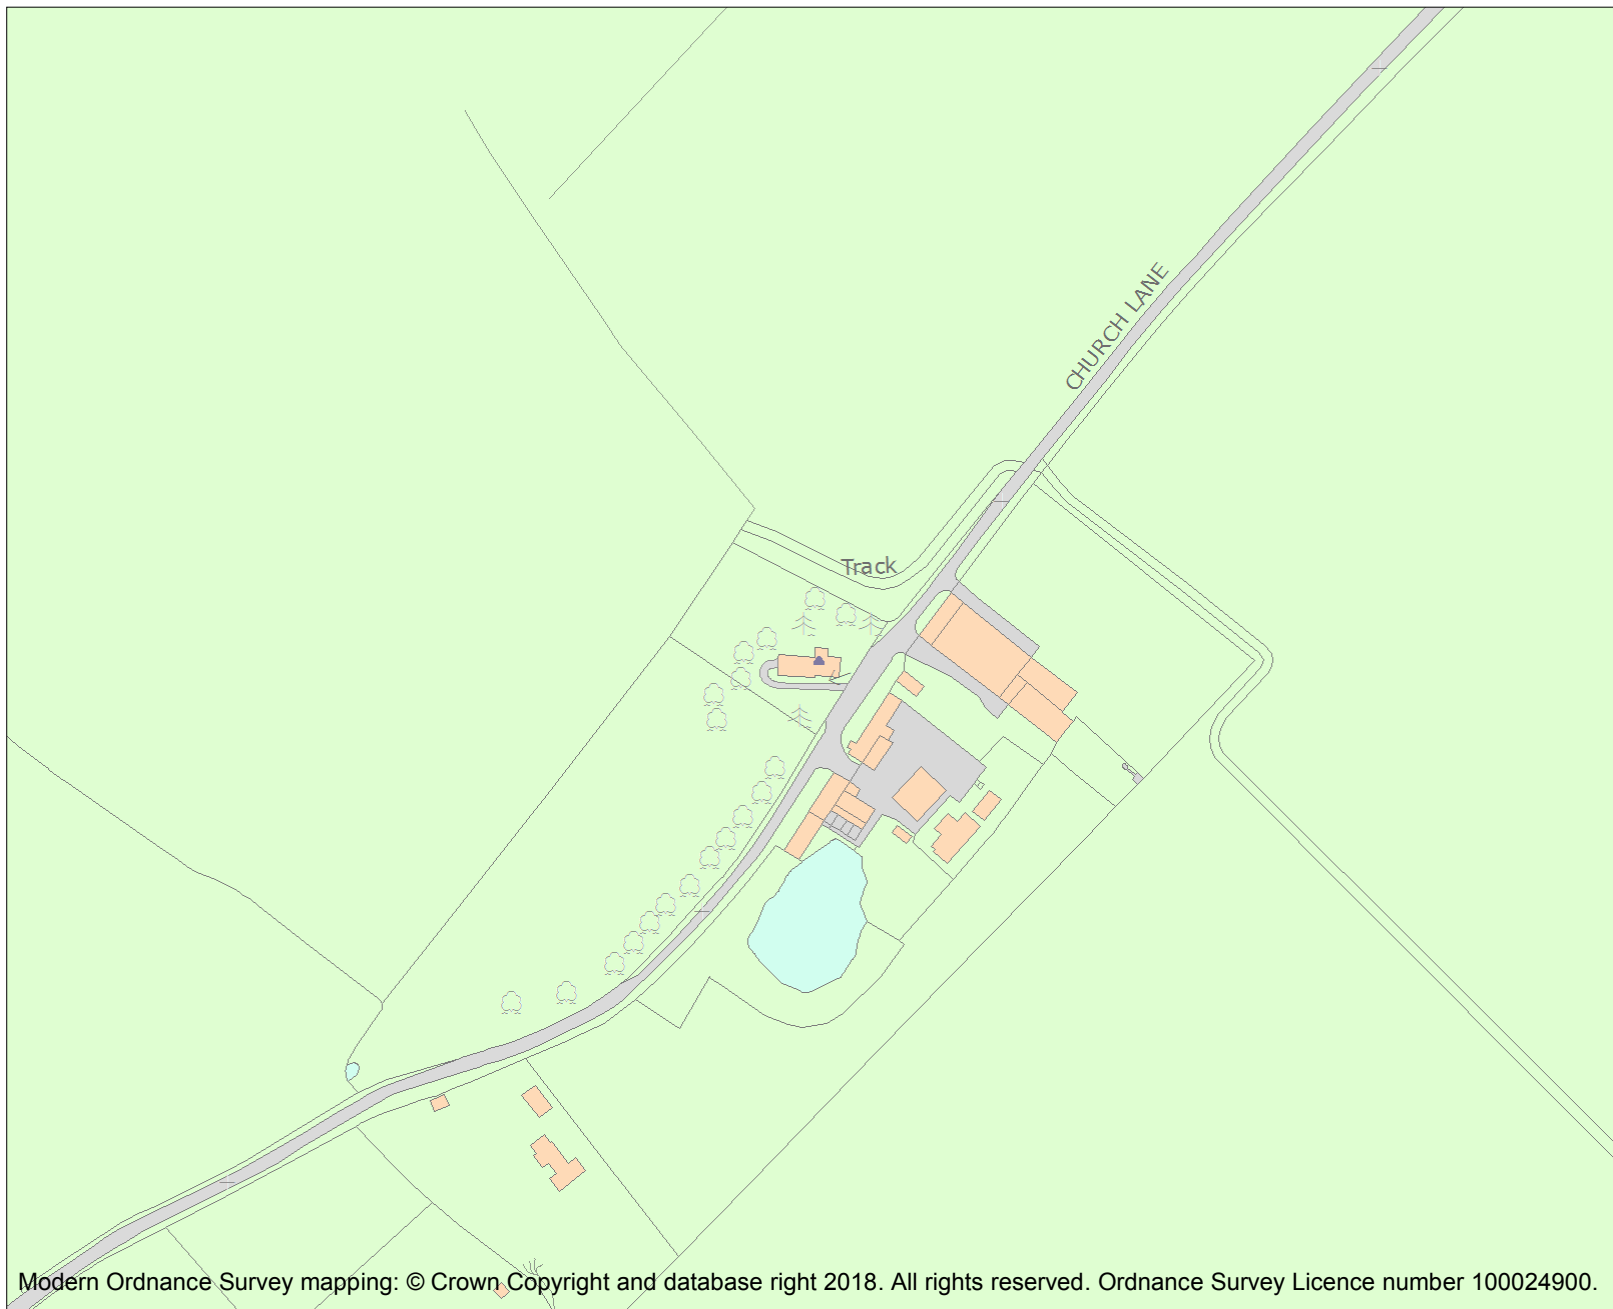 CHURCH LANE
Track
Modern Ordnance Survey mapping: © Crown Copyright and database right 2018. All rights reserved. Ordnance Survey Licence number 100024900.